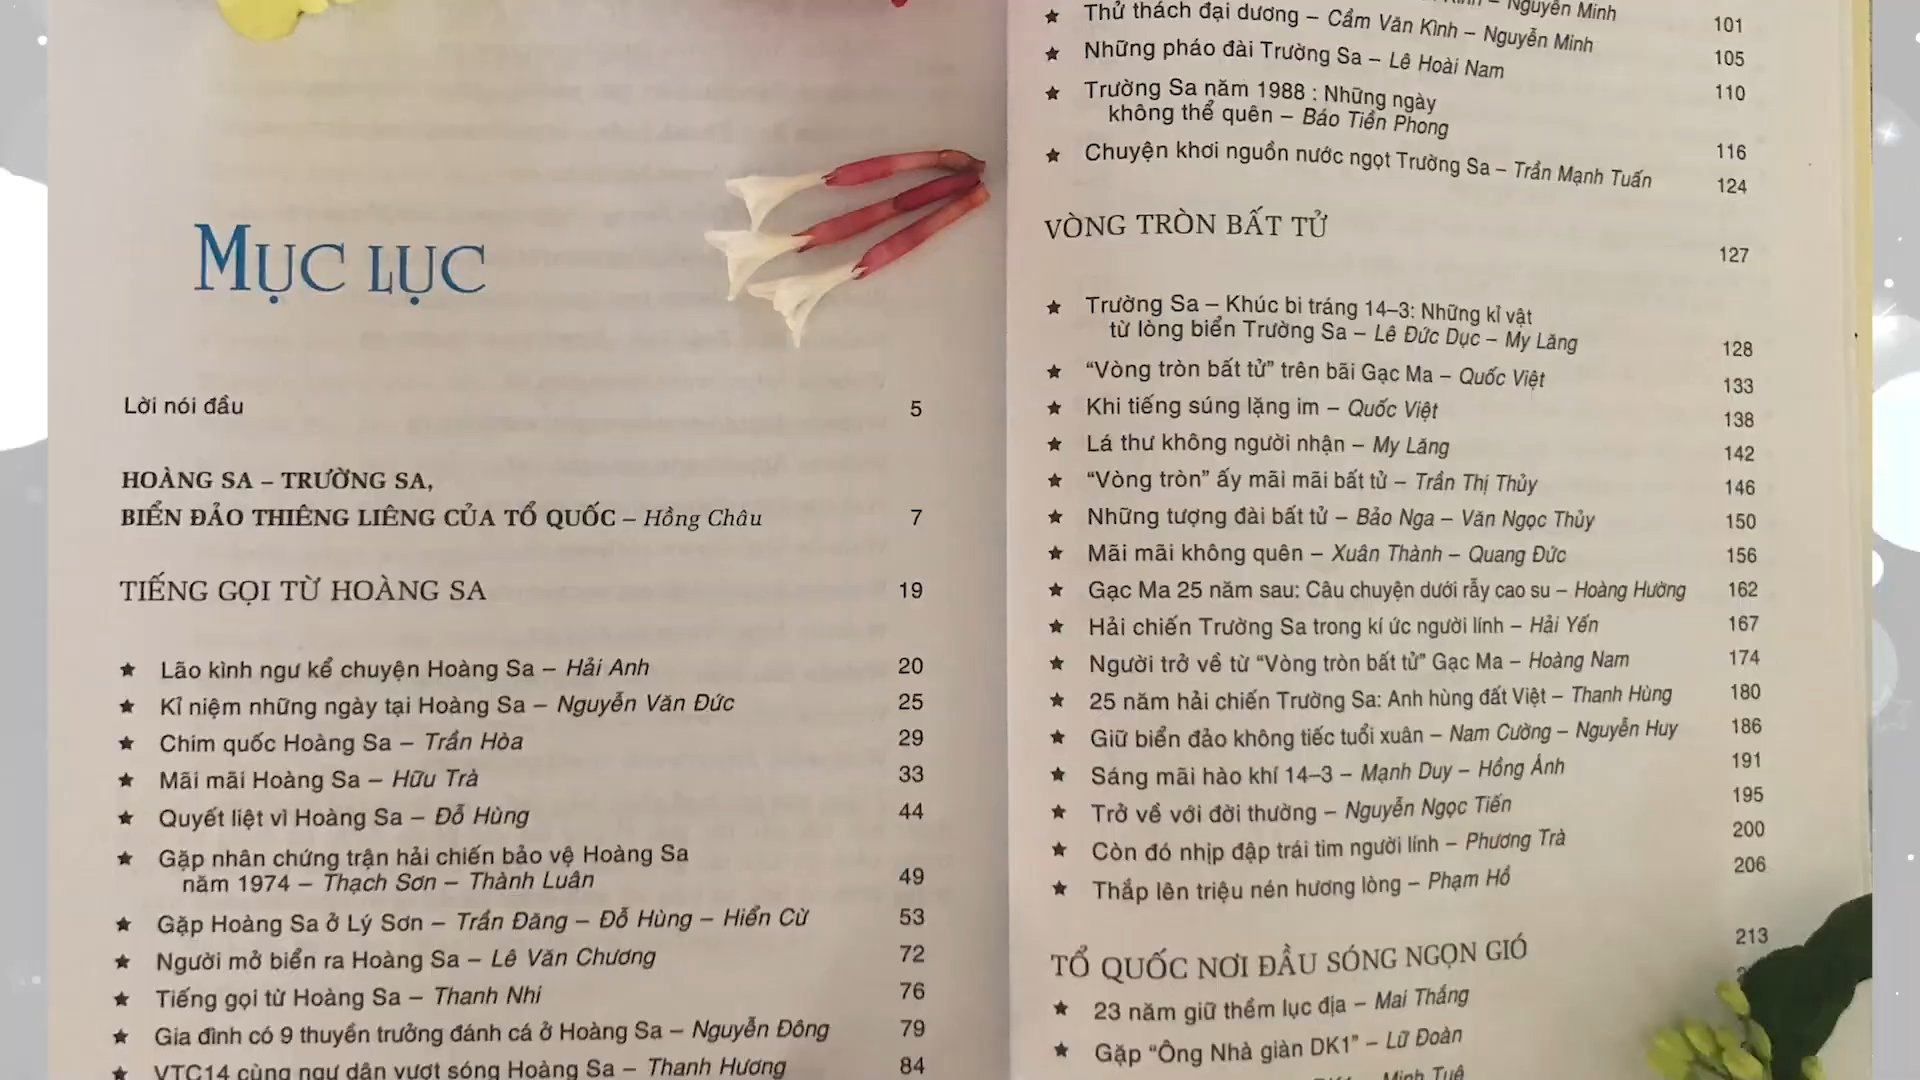 MỤC LỤC
Lời nói đầu 5
HOÀNG SA – TRƯỜNG SA,
BIỂN ĐẢO THIÊNG LIÊNG CỦA TỔ QUỐC – Hồng Châu 7
TIẾNG GỌI TỪ HOÀNG SA 19
★ Lão kình ngư kể chuyện Hoàng Sa – Hải Anh 20
★ Kỉ niệm những ngày tại Hoàng Sa – Nguyễn Văn Đức 25
★ Chim quốc Hoàng Sa – Trần Hòa 29
★ Mãi mãi Hoàng Sa – Hữu Trà 33
★ Quyết liệt vì Hoàng Sa – Đỗ Hùng 44
★ Gặp nhân chứng trận hải chiến bảo vệ Hoàng Sa
năm 1974 – Thạch Sơn – Thành Luân 49
★ Gặp Hoàng Sa ở Lý Sơn – Trần Đăng – Đỗ Hùng – Hiển Cừ 53
★ Người mở biển ra Hoàng Sa – Lê Văn Chương 72
★ Tiếng gọi từ Hoàng Sa – Thanh Nhi 76
★ Gia đình có 9 thuyền trưởng đánh cá ở Hoàng Sa – Nguyễn Đông 79
★ VTC14 cùng ngư dân vượt sóng Hoàng Sa – Thanh Hương 84
– Nguyễn Minh 101
★ Thử thách đại dương – Cầm Văn Kình – Nguyễn Minh 105
★ Những pháo đài Trường Sa – Lê Hoài Nam 110
★ Trường Sa năm 1988 : Những ngày
không thể quên – Báo Tiền Phong 116
★ Chuyện khơi nguồn nước ngọt Trường Sa – Trần Mạnh Tuấn 124
VÒNG TRÒN BẤT TỬ 127
★ Trường Sa – Khúc bi tráng 14–3: Những kỉ vật
từ lòng biển Trường Sa – Lê Đức Dục – My Lăng 128
★ “Vòng tròn bất tử” trên bãi Gạc Ma – Quốc Việt 133
★ Khi tiếng súng lặng im – Quốc Việt 138
★ Lá thư không người nhận – My Lăng 142
★ “Vòng tròn” ấy mãi mãi bất tử – Trần Thị Thủy 146
★ Những tượng đài bất tử – Bảo Nga – Văn Ngọc Thủy 150
★ Mãi mãi không quên – Xuân Thành – Quang Đức 156
★ Gạc Ma 25 năm sau: Câu chuyện dưới rẫy cao su – Hoàng Hường 162
★ Hải chiến Trường Sa trong kí ức người lính – Hải Yến 167
★ Người trở về từ “Vòng tròn bất tử” Gạc Ma – Hoàng Nam 174
★ 25 năm hải chiến Trường Sa: Anh hùng đất Việt – Thanh Hùng 180
★ Giữ biển đảo không tiếc tuổi xuân – Nam Cường – Nguyễn Huy 186
★ Sáng mãi hào khí 14–3 – Mạnh Duy – Hồng Ánh 191
★ Trở về với đời thường – Nguyễn Ngọc Tiến 195
★ Còn đó nhịp đập trái tim người lính – Phương Trà 200
★ Thắp lên triệu nén hương lòng – Phạm Hồ 206
TỔ QUỐC NƠI ĐẦU SÓNG NGỌN GIÓ 213
★ 23 năm giữ thềm lục địa – Mai Thắng
★ Gặp “Ông Nhà giàn DK1” – Lữ Đoàn
Minh Tuệ